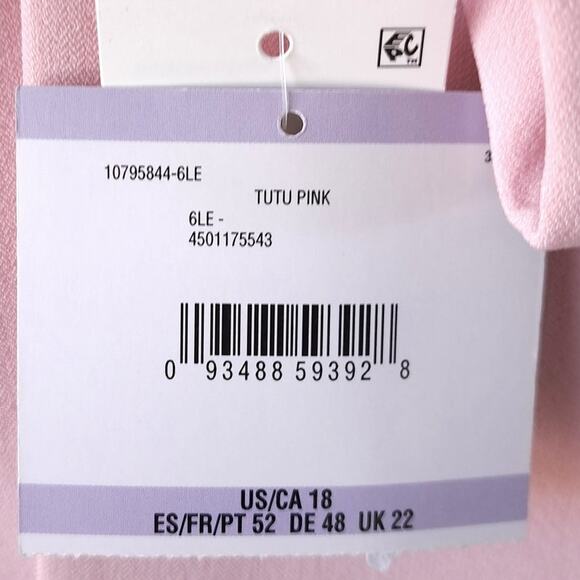 10795844-6LE
3
TUTU PINK
6LE -
4501175543
0 93488 59392 8
US/CA 18
ES/FR/PT 52 DE 48 UK 22